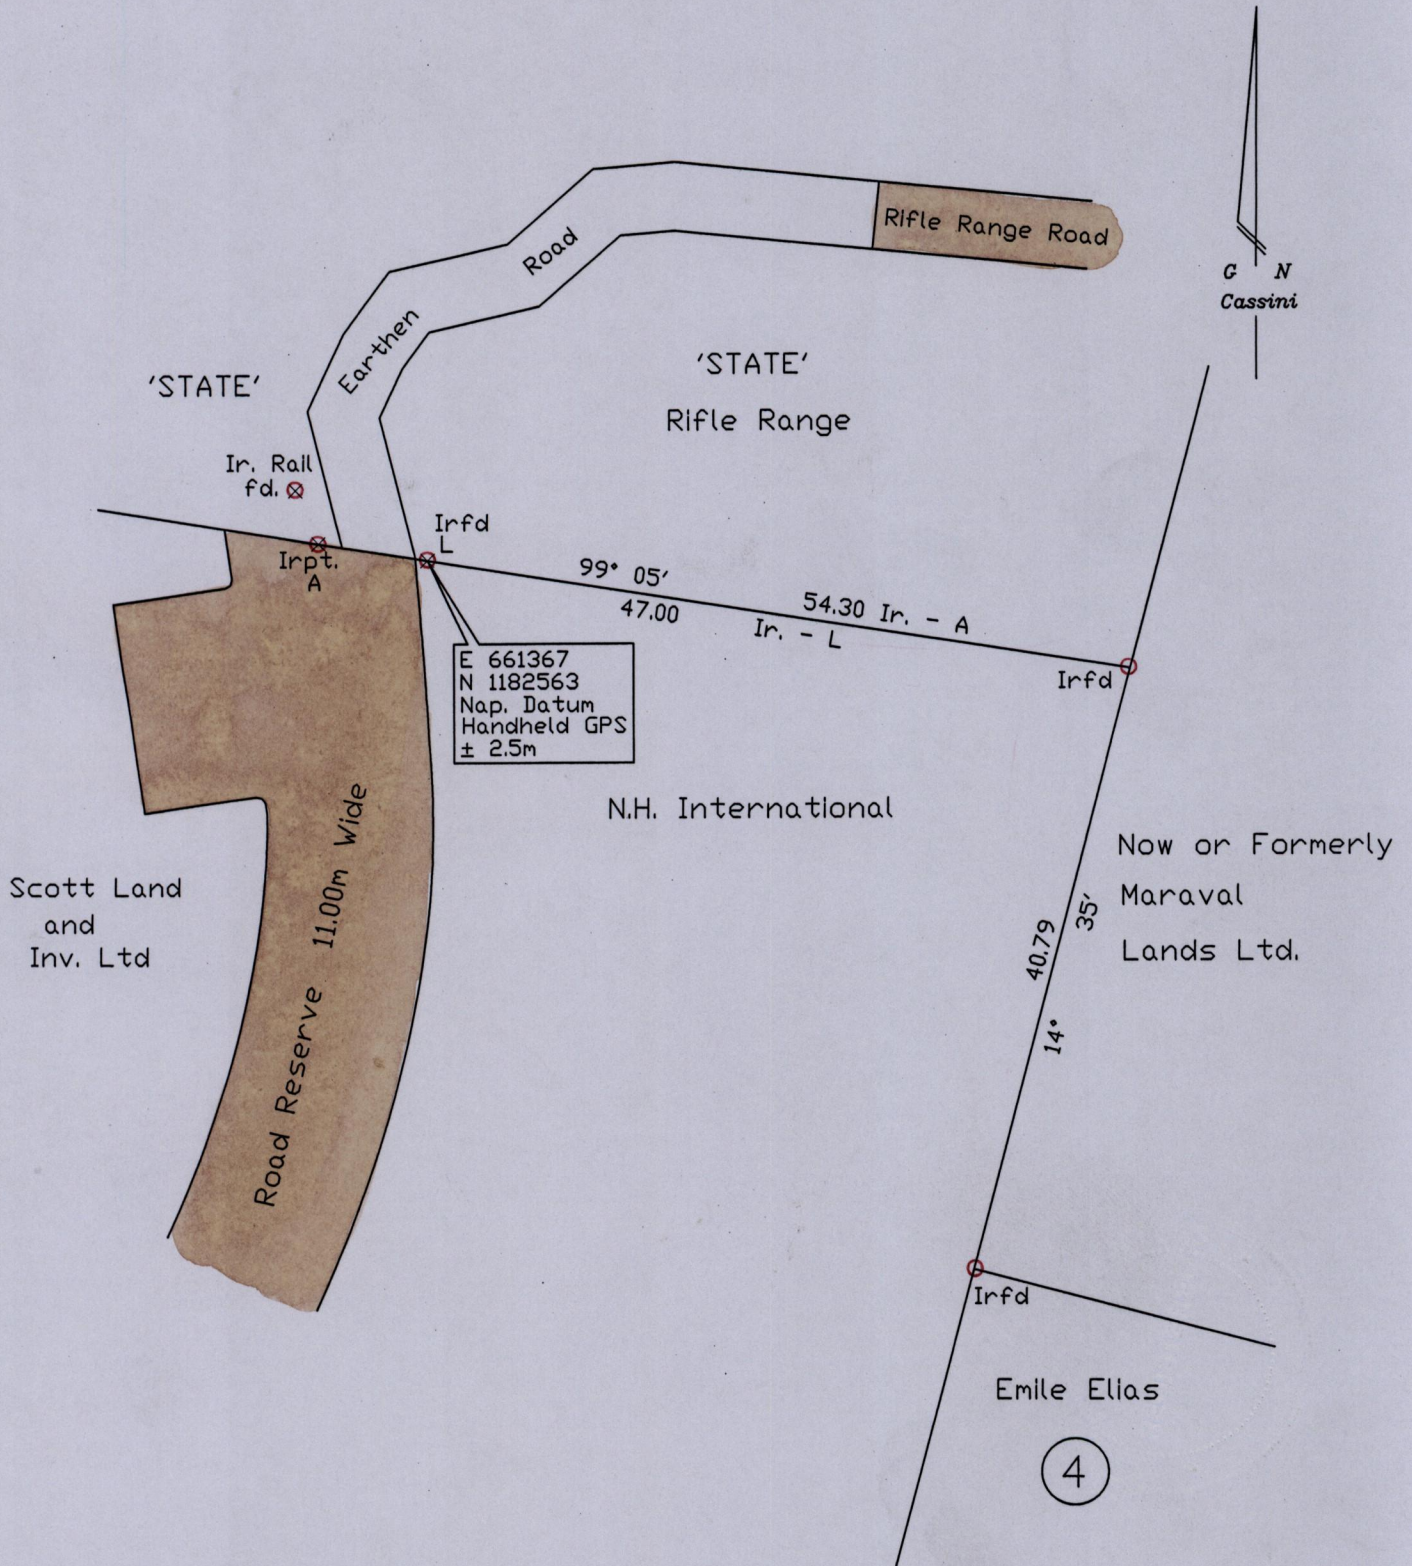 Rifle Range Road
Road
Earthen
G N
Cassini
'STATE'
'STATE'
Rifle Range
Ir. Rail
fd.
Irfd
L
Irpt.
A
99° 05'
47.00
54.30 Ir. - A
Ir. - L
Irfd
E 661367
N 1182563
Nap. Datum
Handheld GPS
± 2.5m
N.H. International
Now or Formerly
Maraval
Lands Ltd.
Scott Land
and
Inv. Ltd
Road Reserve 11.00m Wide
40.79
14° 35'
Irfd
Emile Elias
4